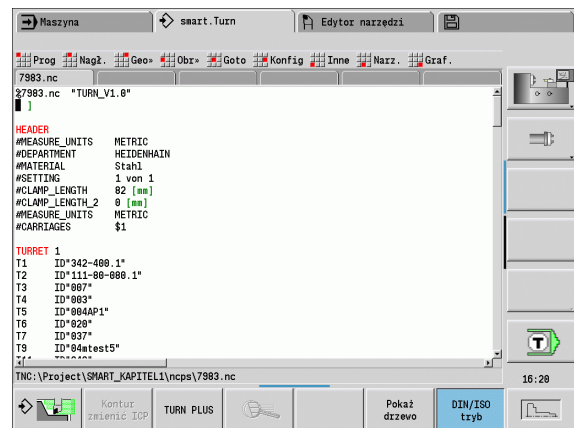 Maszyna
smart.Turn
Edytor narzędzi
Prog Nagł. Geo» Obr» Goto Konfig Inne Narz. Graf.
7983.nc
%7983.nc "TURN_V1.0"
[ ]
HEADER
#MEASURE_UNITS METRIC
#DEPARTMENT HEIDENHAIN
#MATERIAL Stahl
#SETTING 1 von 1
#CLAMP_LENGTH 82 [mm]
#CLAMP_LENGTH_2 0 [mm]
#MEASURE_UNITS METRIC
#CARRIAGES $1
TURRET 1
T1 ID"342-400.1"
T2 ID"111-80-080.1"
T3 ID"007"
T4 ID"003"
T5 ID"004AP1"
T6 ID"020"
T7 ID"037"
T9 ID"04mtest5"
TNC:\Project\SMART_KAPITEL1\ncps\7983.nc
T
16:28
Kontur zmienic ICP
TURN PLUS
Pokaż drzewo
DIN/ISO tryb